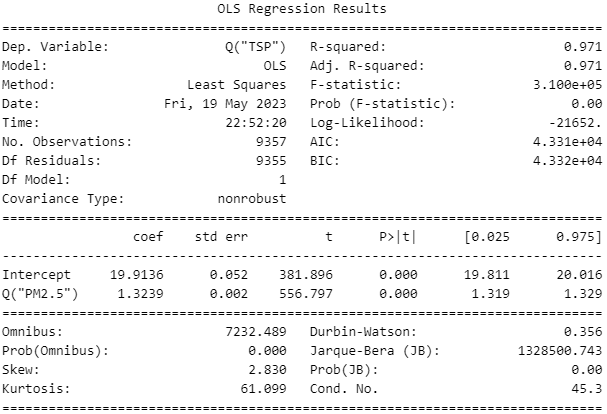 OLS Regression Results
==============================================================================
Dep. Variable: Q("TSP") R-squared: 0.971
Model: OLS Adj. R-squared: 0.971
Method: Least Squares F-statistic: 3.100e+05
Date: Fri, 19 May 2023 Prob (F-statistic): 0.00
Time: 22:52:20 Log-Likelihood: -21652.
No. Observations: 9357 AIC: 4.331e+04
Df Residuals: 9355 BIC: 4.332e+04
Df Model: 1
Covariance Type: nonrobust
==============================================================================
coef std err t P>|t| [0.025 0.975]
------------------------------------------------------------------------------
Intercept 19.9136 0.052 381.896 0.000 19.811 20.016
Q("PM2.5") 1.3239 0.002 556.797 0.000 1.319 1.329
==============================================================================
Omnibus: 7232.489 Durbin-Watson: 0.356
Prob(Omnibus): 0.000 Jarque-Bera (JB): 1328500.743
Skew: 2.830 Prob(JB): 0.00
Kurtosis: 61.099 Cond. No. 45.3
==============================================================================